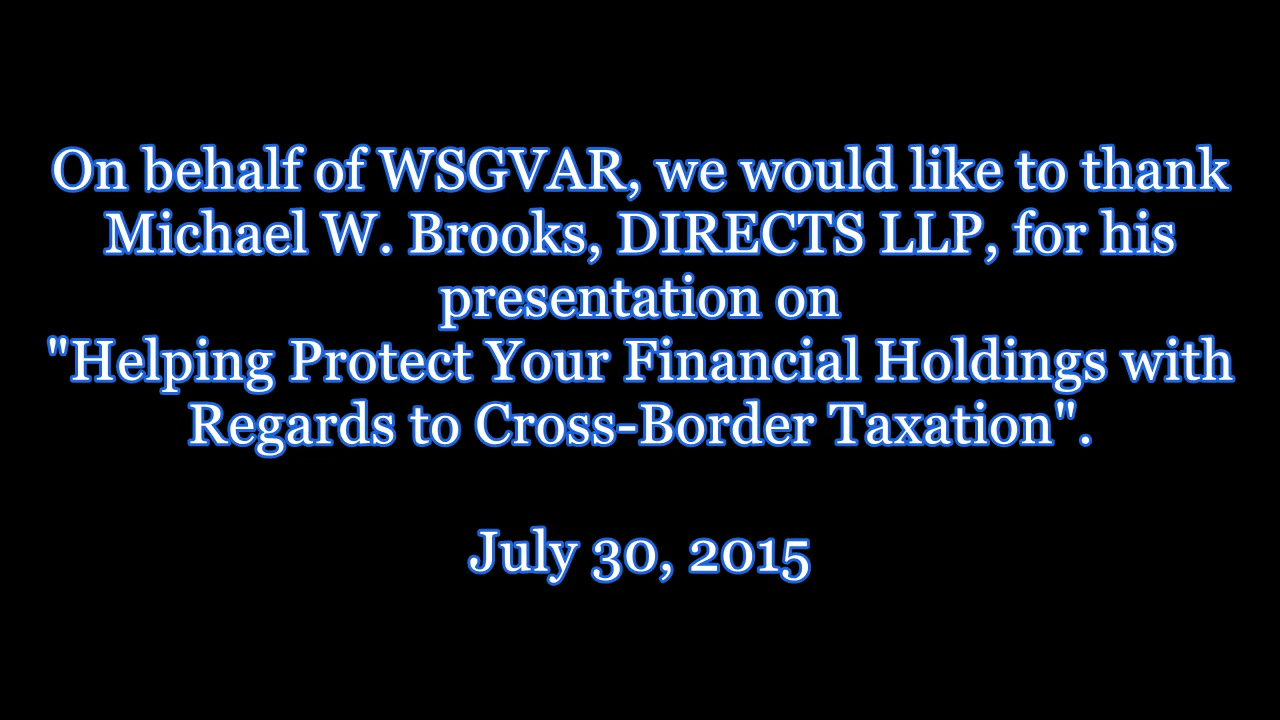 On behalf of WSGVAR, we would like to thank
Michael W. Brooks, DIRECTS LLP, for his
presentation on
"Helping Protect Your Financial Holdings with
Regards to Cross-Border Taxation".
July 30, 2015